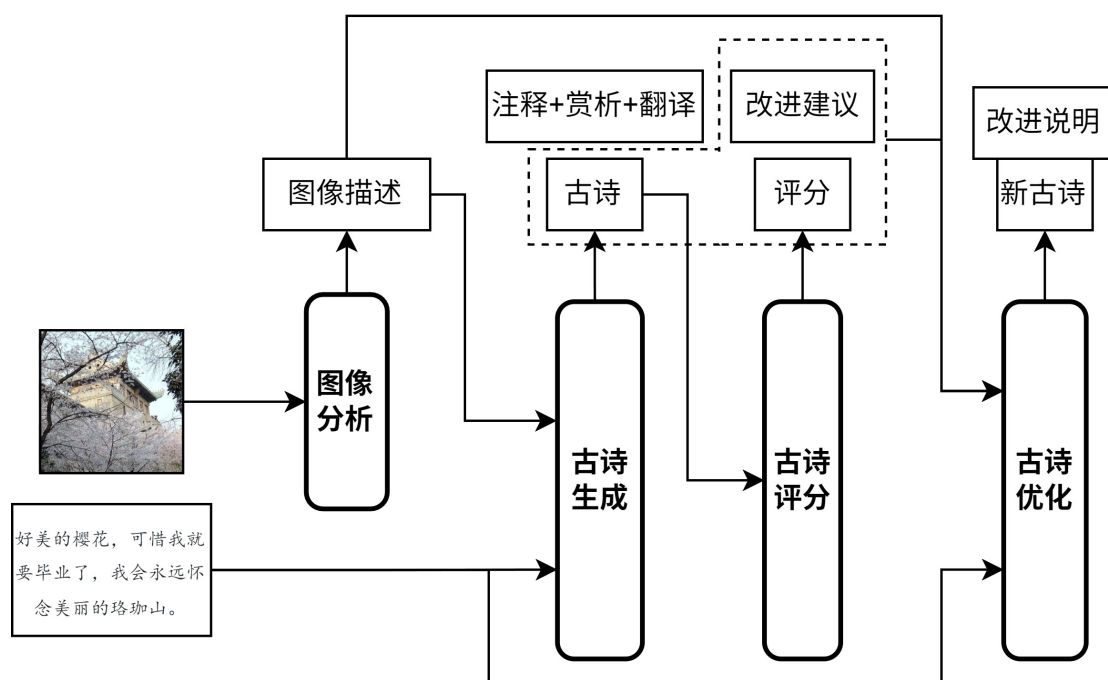 注释+赏析+翻译
改进建议
改进说明
图像描述
古诗
评分
新古诗
图像
分析
古诗
生成
古诗
评分
古诗
优化
好美的樱花，可惜我就
要毕业了，我会永远怀
念美丽的珞珈山。